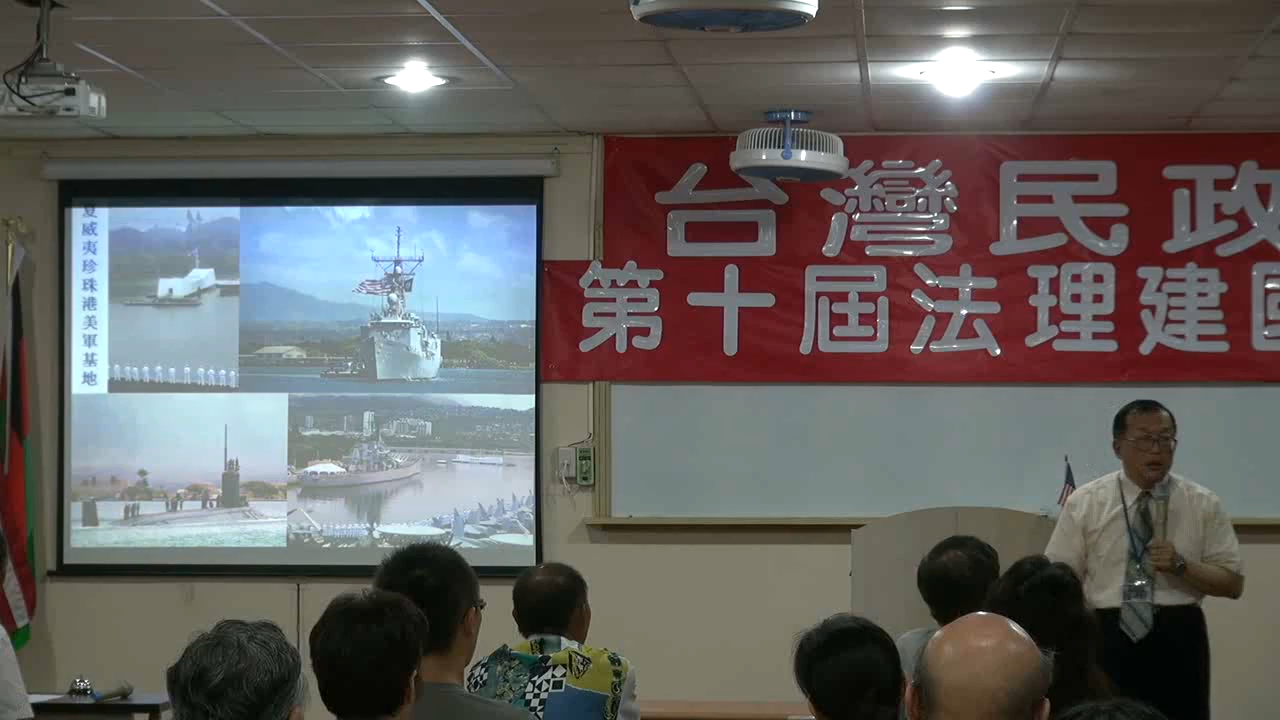 夏威夷珍珠港美軍基地
台灣民政
第十屆法理建國